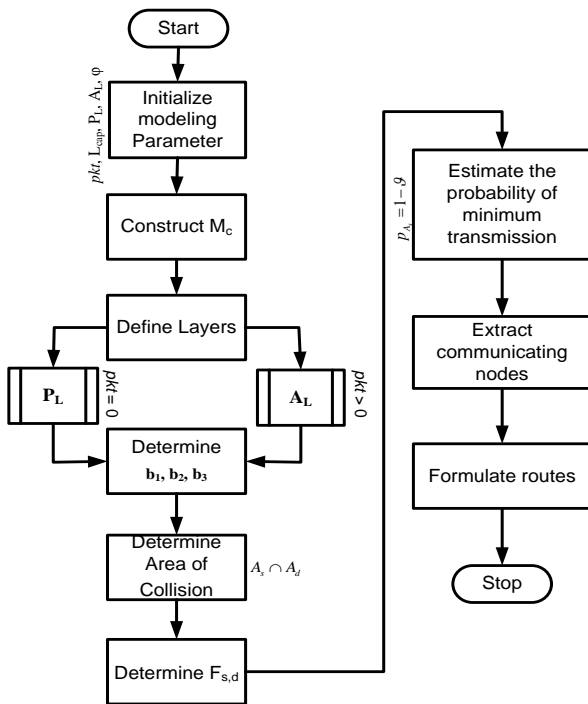 Start
pkt, Lcap, PL, AL, φ
Initialize
modeling
Parameter
Construct Mc
Define Layers
PL
pkt = 0
AL
pkt > 0
Determine
b1, b2, b3
Determine
Area of
Collision
As ∩ Ad
Determine Fs,d
pAs = 1 − ϑ
Estimate the
probability of
minimum
transmission
Extract
communicating
nodes
Formulate routes
Stop